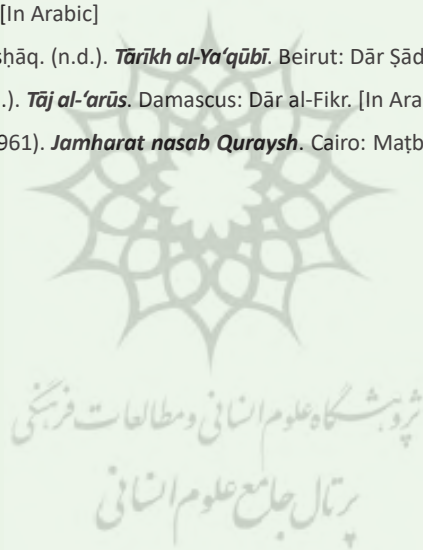 [In Arabic]
sḥāq. (n.d.). Tārīkh al-Ya‘qūbī. Beirut: Dār Ṣād
.). Tāj al-‘arūs. Damascus: Dār al-Fikr. [In Ara
961). Jamharat nasab Quraysh. Cairo: Maṭb
پژوهشگاه علوم انسانی و مطالعات فرهنگی
پرتال جامع علوم انسانی